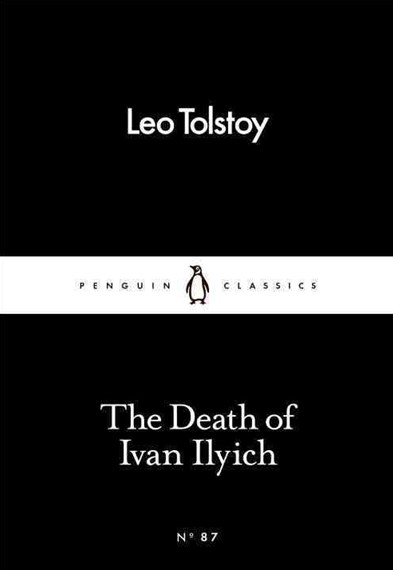 Leo Tolstoy
PENGUIN CLASSICS
The Death of
Ivan Ilyich
Nº 87